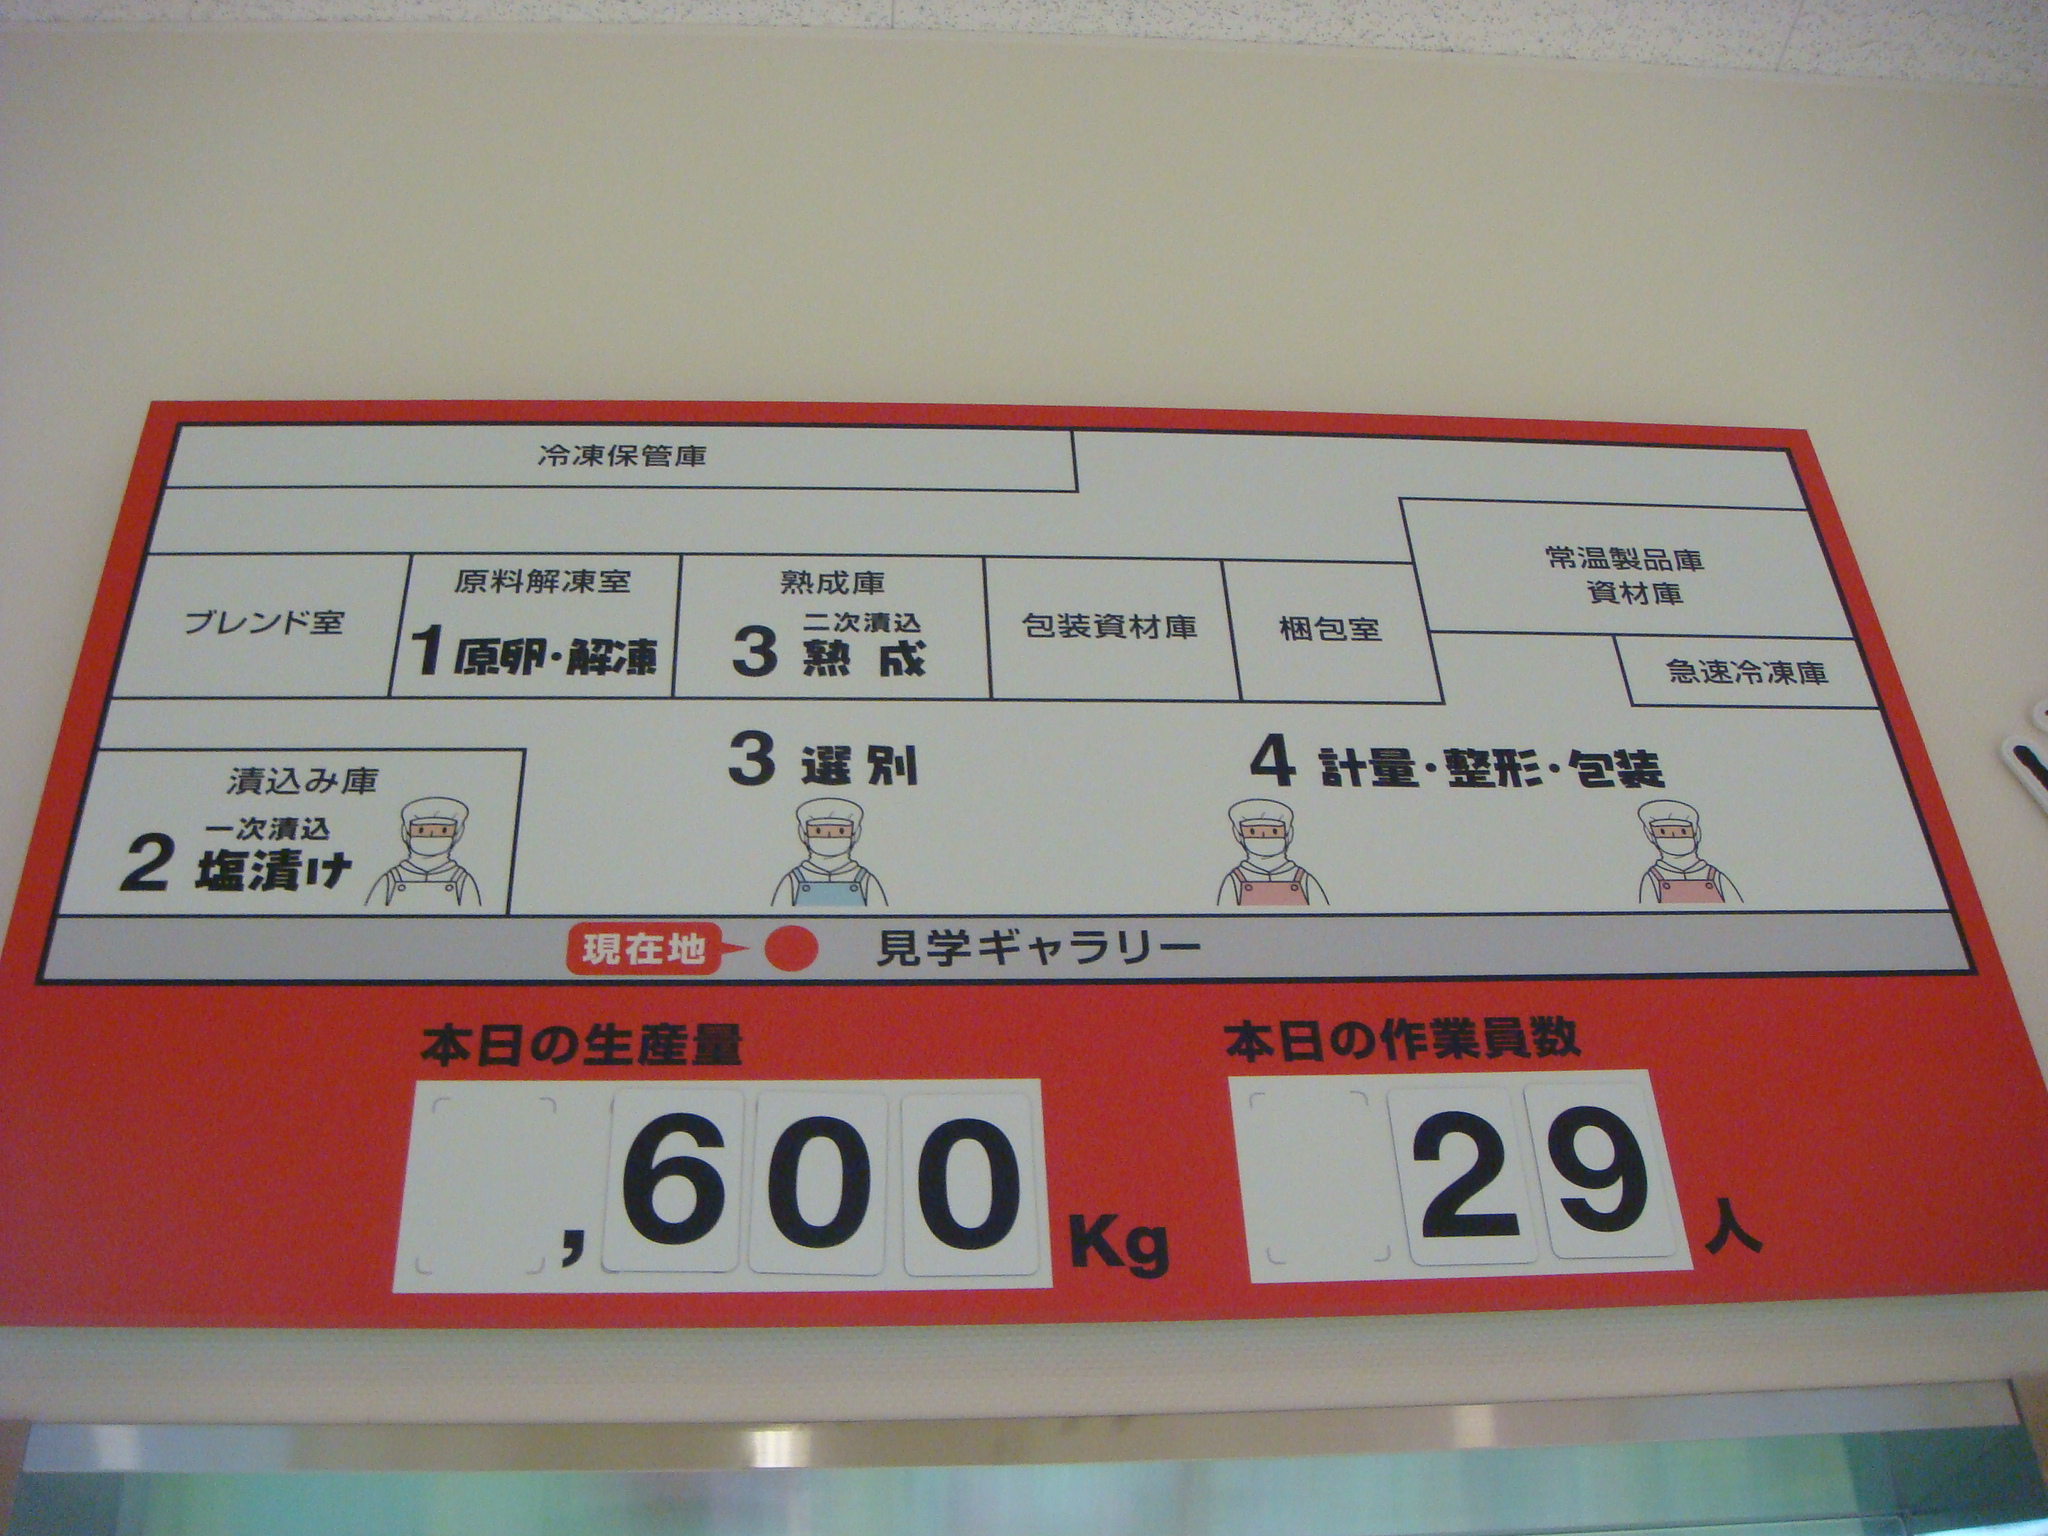 冷凍保管庫
常温製品庫
資材庫
ブレンド室
原料解凍室
1 原卵・解凍
熟成庫
二次漬込
3 熟成
包装資材庫
梱包室
急速冷凍庫
漬込み庫
一次漬込
2 塩漬け
3 選別
4 計量・整形・包装
現在地
見学ギャラリー
本日の生産量
,600 Kg
本日の作業員数
29 人